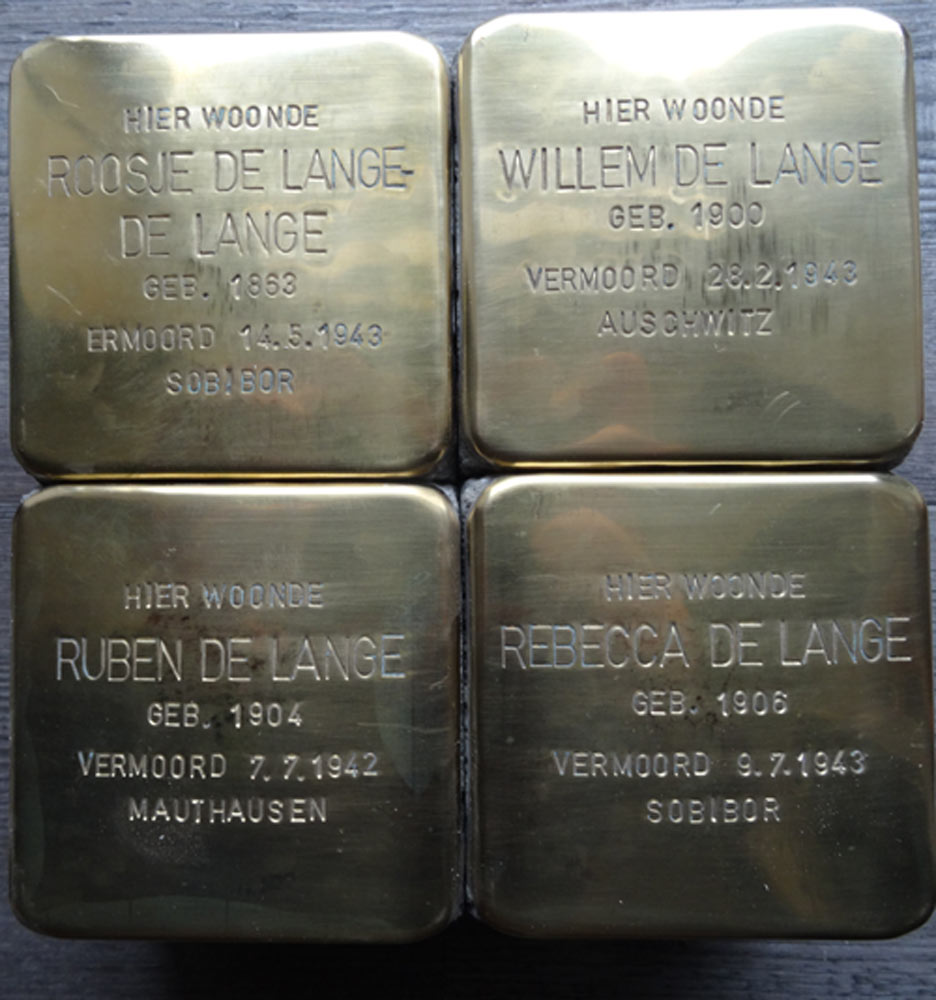 HIER WOONDE
ROOSJE DE LANGE-
DE LANGE
GEB. 1863
ERMOORD 14.5.1943
SOBIBOR
HIER WOONDE
WILLEM DE LANGE
GEB. 1900
VERMOORD 28.2.1943
AUSCHWITZ
HIER WOONDE
RUBEN DE LANGE
GEB. 1904
VERMOORD 7.7.1942
MAUTHAUSEN
HIER WOONDE
REBECCA DE LANGE
GEB. 1906
VERMOORD 9.7.1943
SOBIBOR